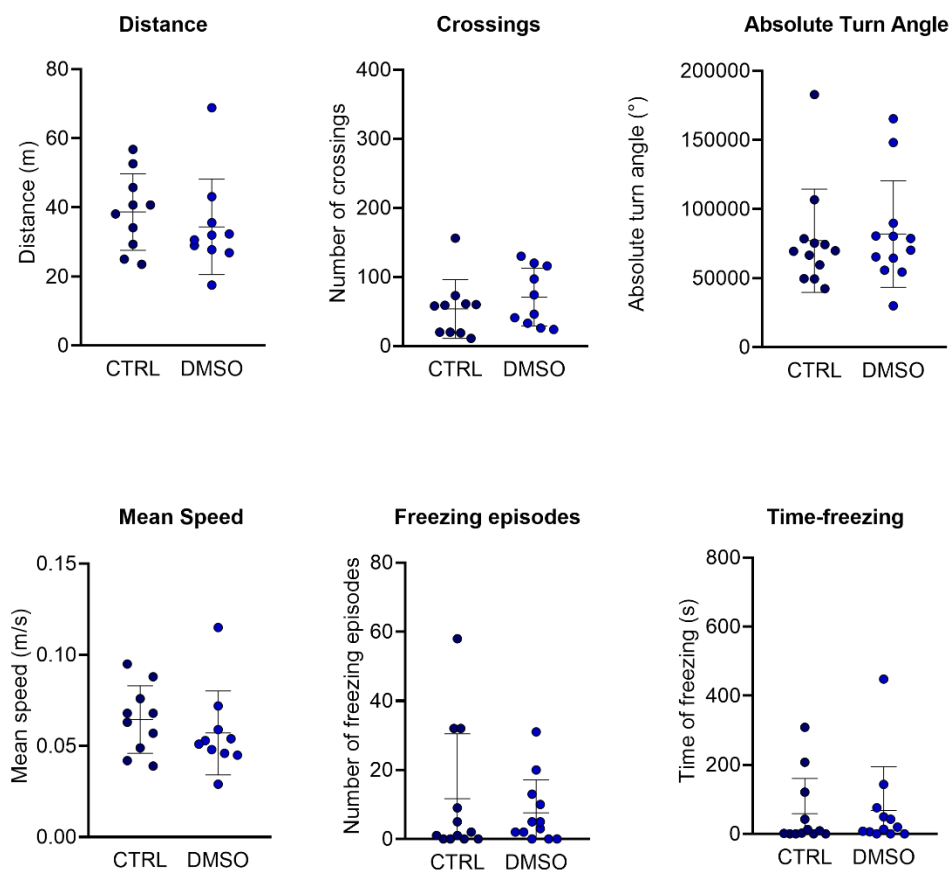 Distance
Crossings
Absolute Turn Angle
Distance (m)
80
60
40
20
0
CTRL DMSO
Number of crossings
400
300
200
100
0
CTRL DMSO
Absolute turn angle (°)
200000
150000
100000
50000
0
CTRL DMSO
Mean Speed
Freezing episodes
Time-freezing
Mean speed (m/s)
0.15
0.10
0.05
0.00
CTRL DMSO
Number of freezing episodes
80
60
40
20
0
CTRL DMSO
Time of freezing (s)
800
600
400
200
0
CTRL DMSO